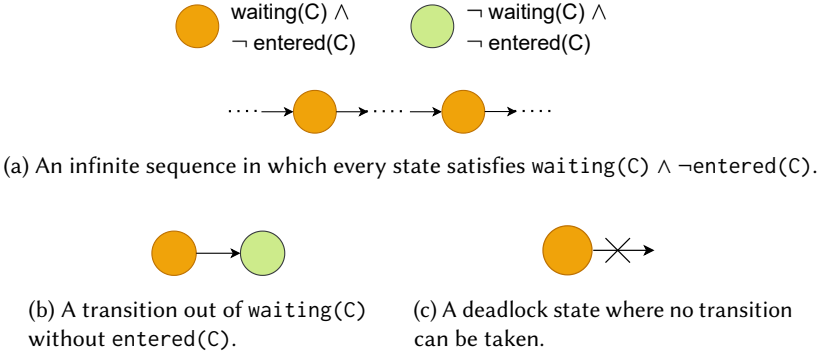 waiting(C) ∧ ¬ waiting(C) ∧
¬ entered(C) ¬ entered(C)
(a) An infinite sequence in which every state satisfies waiting(C) ∧ ¬entered(C).
(b) A transition out of waiting(C)
without entered(C).
(c) A deadlock state where no transition
can be taken.